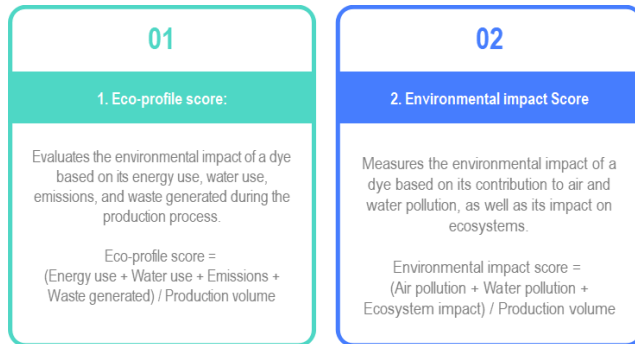 01
1. Eco-profile score:
Evaluates the environmental impact of a dye
based on its energy use, water use,
emissions, and waste generated during the
production process.
Eco-profile score =
(Energy use + Water use + Emissions +
Waste generated) / Production volume
02
2. Environmental impact Score
Measures the environmental impact of a
dye based on its contribution to air and
water pollution, as well as its impact on
ecosystems.
Environmental impact score =
(Air pollution + Water pollution +
Ecosystem impact) / Production volume